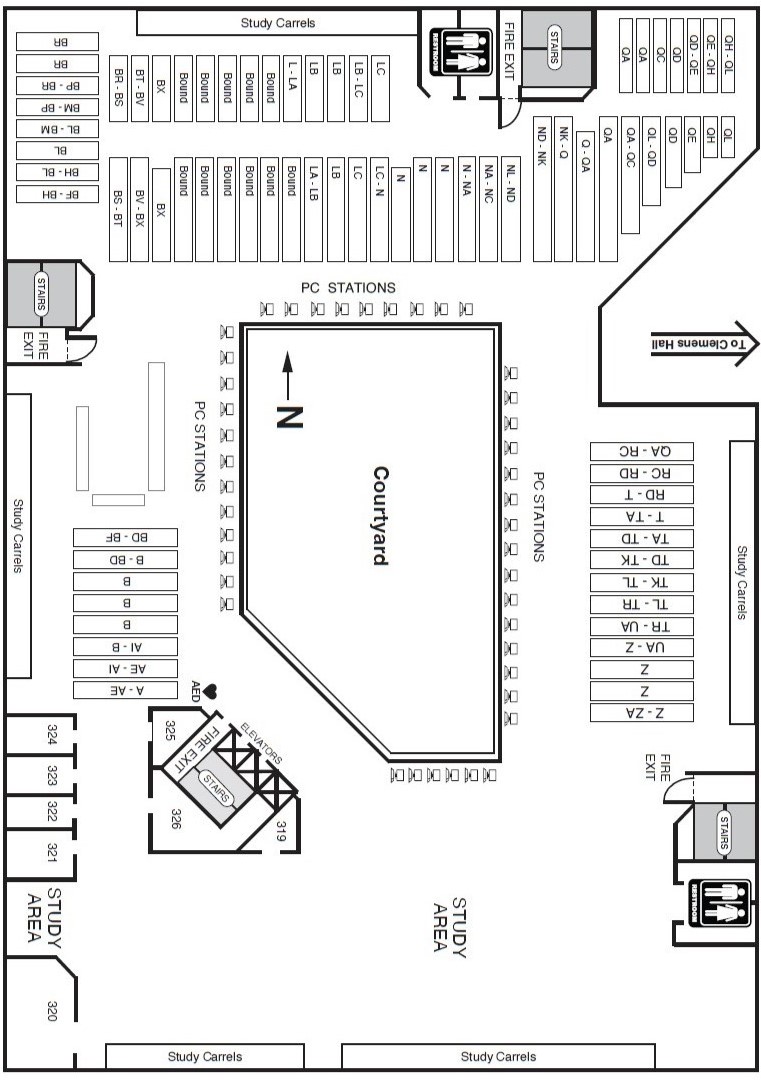 Study Carrels
RESTROOM
FIRE EXIT
STAIRS
QA
QA
QC
QD
QD - QE
QE - QH
QH - QL
BR
BR
BP - BR
BM - BP
BL - BM
BL
BH - BL
BF - BH
BR - BS
BT - BV
BX
Bound
Bound
Bound
Bound
Bound
L - LA
LB
LB
LB - LC
LC
BS - BT
BV - BX
BX
Bound
Bound
Bound
Bound
Bound
Bound
LA - LB
LB
LC
LC - N
N
N
N
N - NA
NA - NC
NL - ND
ND - NK
NK - Q
Q - QA
QA
QA - QC
QL - QD
QD
QE
QH
QL
STAIRS
FIRE
EXIT
PC STATIONS
To Clemens Hall
N
Courtyard
PC STATIONS
PC STATIONS
Study Carrels
BD - BF
B - BD
B
B
B
AI - B
AE - AI
A - AE
QA - RC
RC - RD
RD - T
T - TA
TA - TD
TD - TK
TK - TL
TL - TR
TR - UA
UA - Z
Z
Z
Z - ZA
Study Carrels
AED
325
FIRE EXIT
ELEVATORS
STAIRS
326
319
324
323
322
321
FIRE
EXIT
STAIRS
RESTROOM
STUDY
AREA
STUDY
AREA
320
Study Carrels
Study Carrels